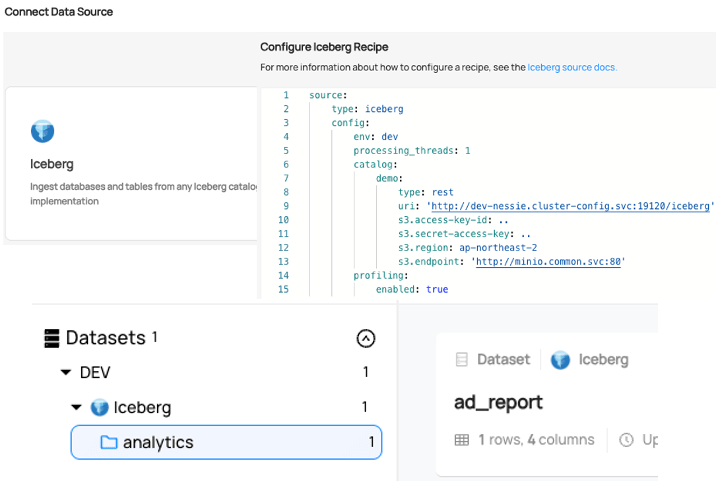 Connect Data Source
Configure Iceberg Recipe
For more information about how to configure a recipe, see the Iceberg source docs.
Iceberg
Ingest databases and tables from any Iceberg catalog
implementation
1 source:
2 type: iceberg
3 config:
4 env: dev
5 processing_threads: 1
6 catalog:
7 demo:
8 type: rest
9 uri: 'http://dev-nessie.cluster-config.svc:19120/iceberg'
10 s3.access-key-id: ..
11 s3.secret-access-key: ..
12 s3.region: ap-northeast-2
13 s3.endpoint: 'http://minio.common.svc:80'
14 profiling:
15 enabled: true
Datasets 1
DEV 1
Iceberg 1
analytics 1
Dataset Iceberg
ad_report
1 rows, 4 columns Up